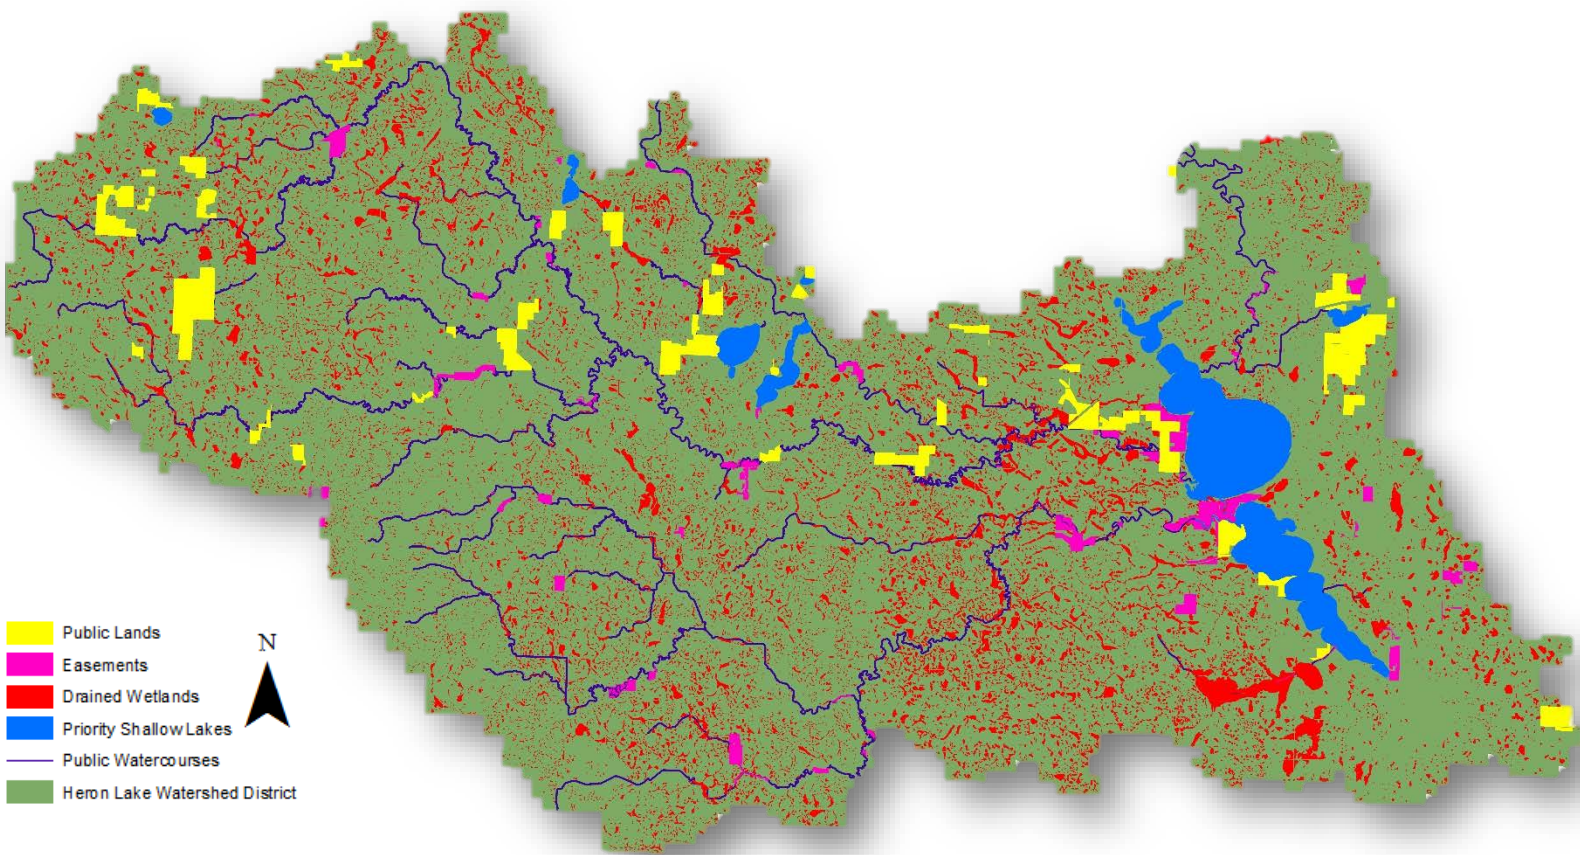 Public Lands
N
Easements
Drained Wetlands
Priority Shallow Lakes
Public Watercourses
Heron Lake Watershed District